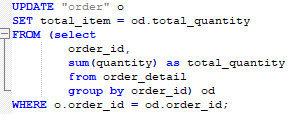 UPDATE "order" o
SET total_item = od.total_quantity
FROM (select
order_id,
sum(quantity) as total_quantity
from order_detail
group by order_id) od
WHERE o.order_id = od.order_id;